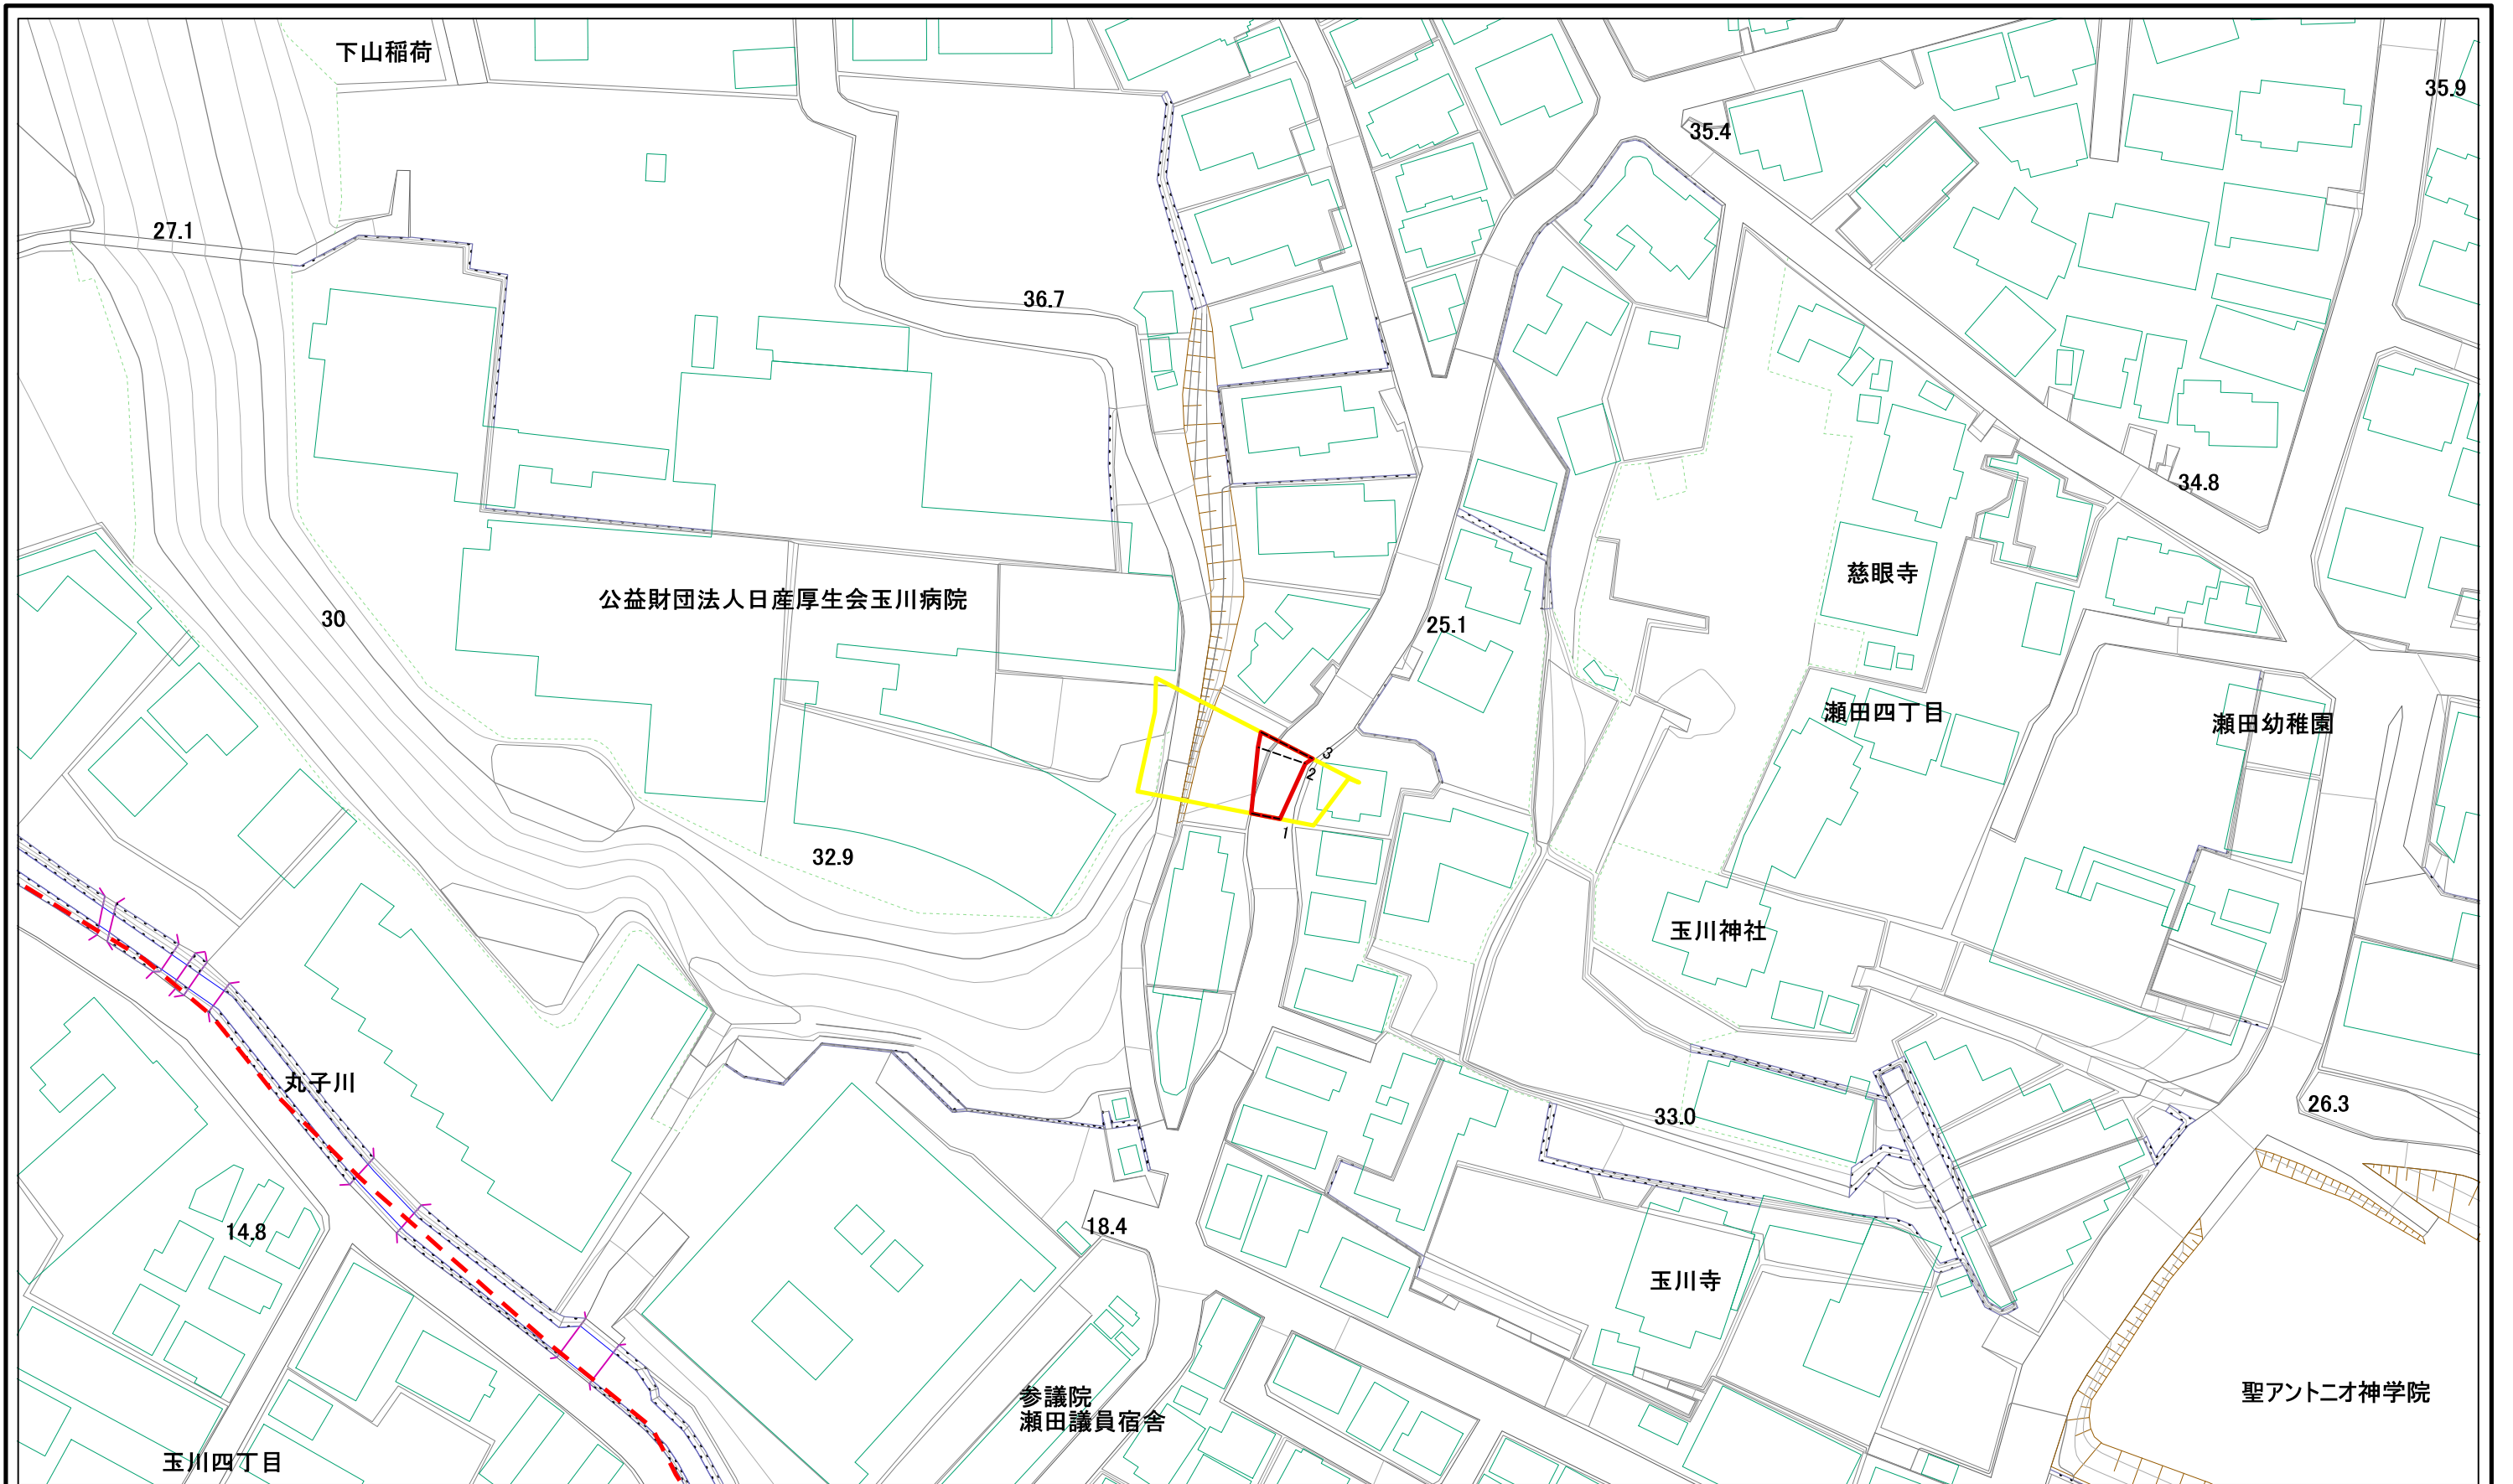 下山稲荷
35.9
35.4
27.1
36.7
34.8
慈眼寺
公益財団法人日産厚生会玉川病院
30
25.1
瀬田四丁目
瀬田幼稚園
3
2
1
32.9
玉川神社
丸子川
26.3
33.0
18.4
14.8
玉川寺
聖アントニオ神学院
参議院
瀬田議員宿舎
玉川四丁目